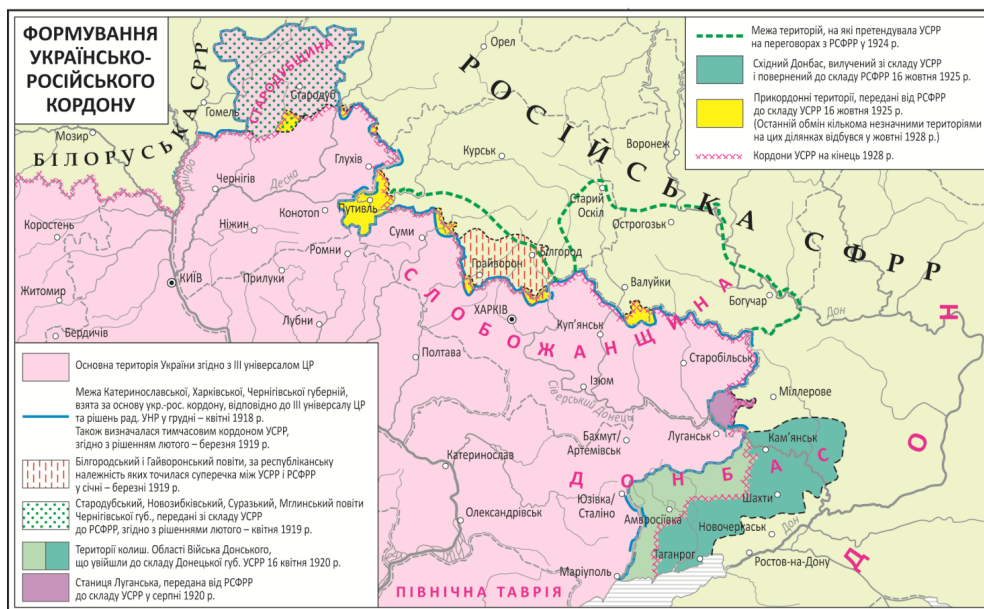 ФОРМУВАННЯ
УКРАЇНСЬКО-
РОСІЙСЬКОГО
КОРДОНУ
Межа територій, на які претендувала УСРР
на переговорах з РСФРР у 1924 р.
Східний Донбас, вилучений зі складу УСРР
і повернений до складу РСФРР 16 жовтня 1925 р.
Прикордонні території, передані від РСФРР
до складу УСРР 16 жовтня 1925 р.
(Останній обмін кількома незначними територіями
на цих ділянках відбувся у жовтні 1928 р.)
Кордони УСРР на кінець 1928 р.
БІЛОРУСЬКА СРР
РОСІЙСЬКА СФРР
СТАРОДУБЩИНА
Орел
Стародуб
Гомель
Мозир
Дніпро
Чернігів
Десна
Глухів
Курськ
Воронеж
Старий
Оскіл
Коростень
Ніжин
Конотоп
Путивль
Суми
Острогозьк
Білгород
Грайворон
Ромни
КИЇВ
Прилуки
Житомир
Лубни
Бердичів
СЛОБОЖАНЩИНА
ХАРКІВ
Валуйки
Богучар
Дон
Куп'янськ
Полтава
Старобільськ
Ізюм
Сіверський Донець
Міллерове
Луганськ
Кам'янськ
Бахмут/
Артемівськ
Катеринослав
ДОНБАС
Юзівка/
Сталіно
Шахти
Амвросіївка
Олександрівськ
Новочеркаськ
Дон
Таганрог
Ростов-на-Дону
Маріуполь
ПІВНІЧНА ТАВРІЯ
ДОН
Основна територія України згідно з III універсалом ЦР
Межа Катеринославської, Харківської, Чернігівської губерній,
взята за основу укр.-рос. кордону, відповідно до III універсалу ЦР
та рішень рад. УНР у грудні – квітні 1918 р.
Також визначалася тимчасовим кордоном УСРР,
згідно з рішенням лютого – березня 1919 р.
Білгородський і Гайворонський повіти, за республіканську
належність яких точилася суперечка між УСРР і РСФРР
у січні – березні 1919 р.
Стародубський, Новозибківський, Суразький, Мглинський повіти
Чернігівської губ., передані зі складу УСРР
до РСФРР, згідно з рішеннями лютого – квітня 1919 р.
Території колиш. Області Війська Донського,
що увійшли до складу Донецької губ. УСРР 16 квітня 1920 р.
Станиця Луганська, передана від РСФРР
до складу УСРР у серпні 1920 р.